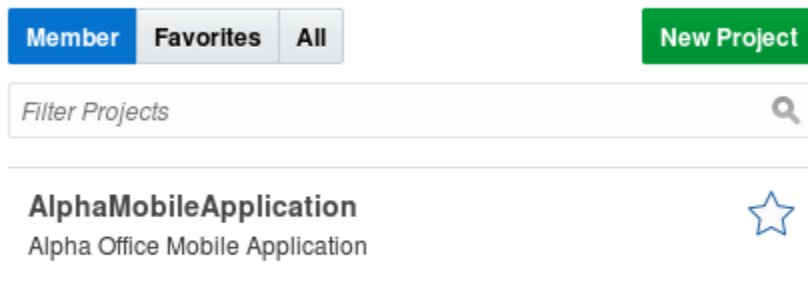 Member Favorites All New Project
Filter Projects
AlphaMobileApplication
Alpha Office Mobile Application